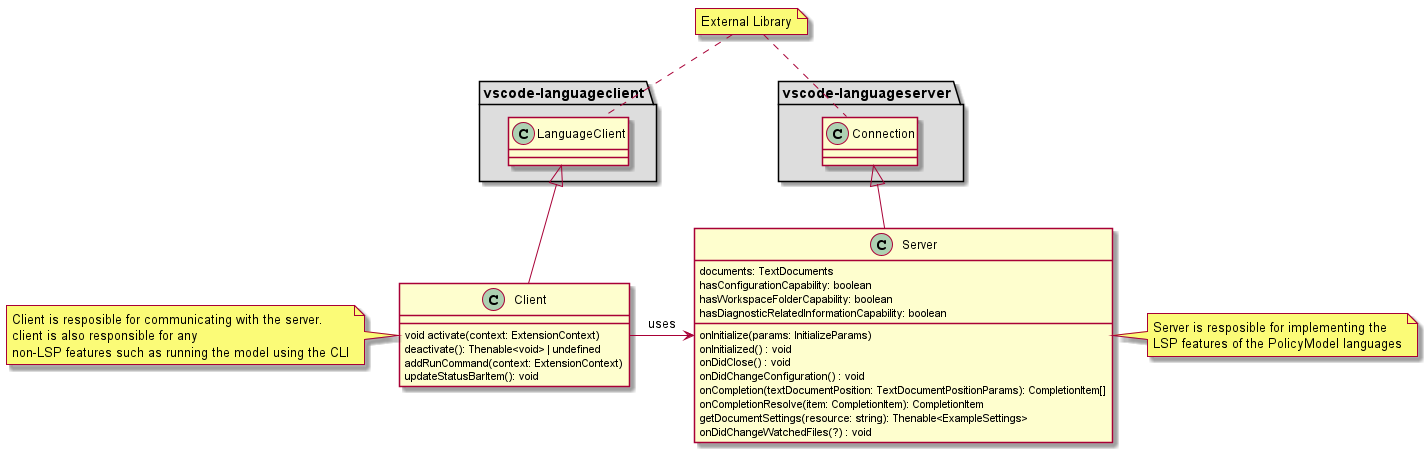 External Library
vscode-languageclient
vscode-languageserver
C LanguageClient
C Connection
C Server
documents: TextDocuments
hasConfigurationCapability: boolean
hasWorkspaceFolderCapability: boolean
hasDiagnosticRelatedInformationCapability: boolean
onInitialize(params: InitializeParams)
onInitialized() : void
onDidClose() : void
onDidChangeConfiguration() : void
onCompletion(textDocumentPosition: TextDocumentPositionParams): CompletionItem[]
onCompletionResolve(item: CompletionItem): CompletionItem
getDocumentSettings(resource: string): Thenable<ExampleSettings>
onDidChangeWatchedFiles(?) : void
C Client
void activate(context: ExtensionContext)
deactivate(): Thenable<void> | undefined
addRunCommand(context: ExtensionContext)
updateStatusBarItem(): void
uses
Client is resposible for communicating with the server.
client is also responsible for any
non-LSP features such as running the model using the CLI
Server is resposible for implementing the
LSP features of the PolicyModel languages